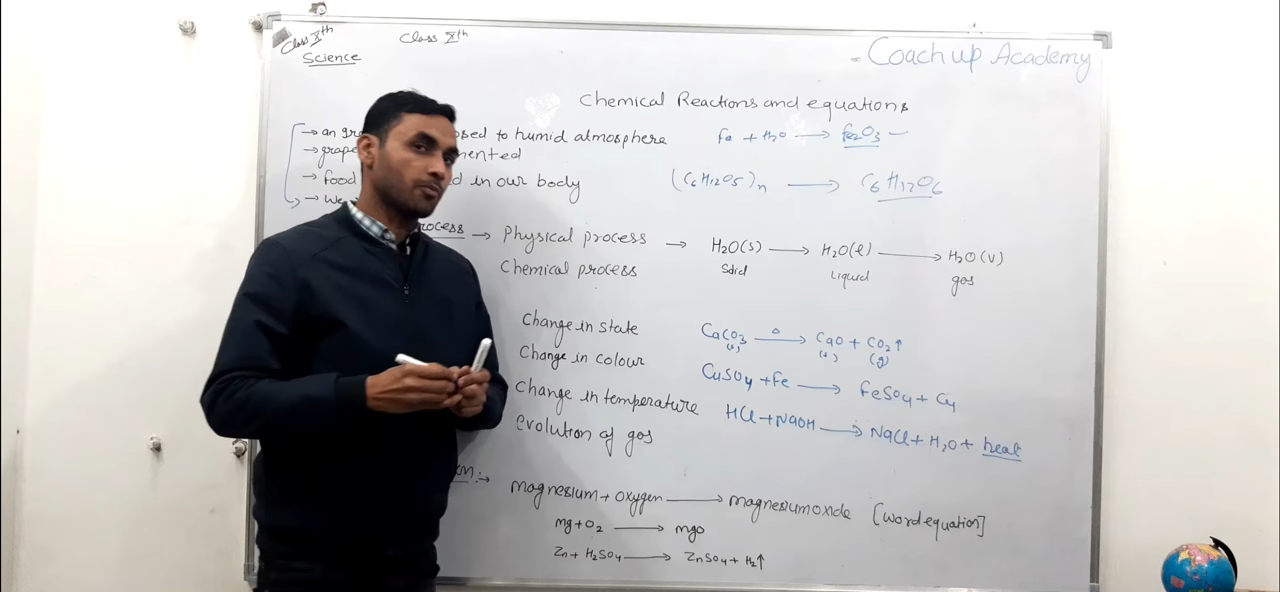 Class Xth
Class Xth
Science
Coach up Academy
Chemical Reactions and equations
→ an sed to humid atmosphere Fe + H2O → Fe2O3
→ grape mented
→ food d in our body (C6H12O5)n → C6H12O6
→ We
rocess → Physical process → H2O(s) → H2O(l) → H2O(v)
Solid Liquid gas
Chemical process
Change in state CaCO3 (s) —Δ→ CaO (s) + CO2↑ (g)
Change in colour CuSO4 + Fe → FeSO4 + Cu
Change in temperature HCl + NaOH → NaCl + H2O + heat
Evolution of gas
n:→ Magnesium + Oxygen → Magnesium oxide [Word equation]
Mg + O2 → MgO
Zn + H2SO4 → ZnSO4 + H2↑